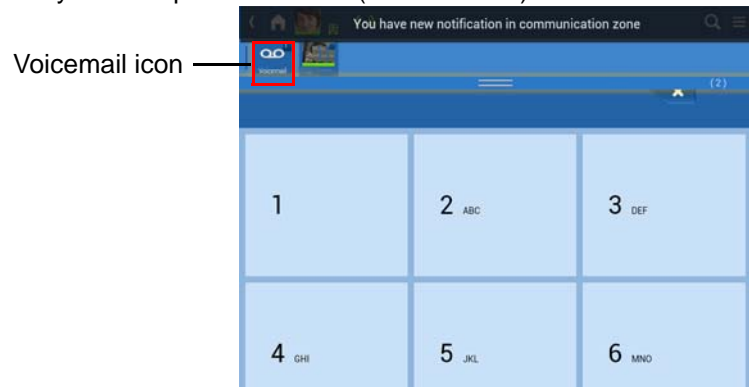 You have new notification in communication zone
Voicemail icon
Voicemail
(2)
1
2 ABC
3 DEF
4 GHI
5 JKL
6 MNO